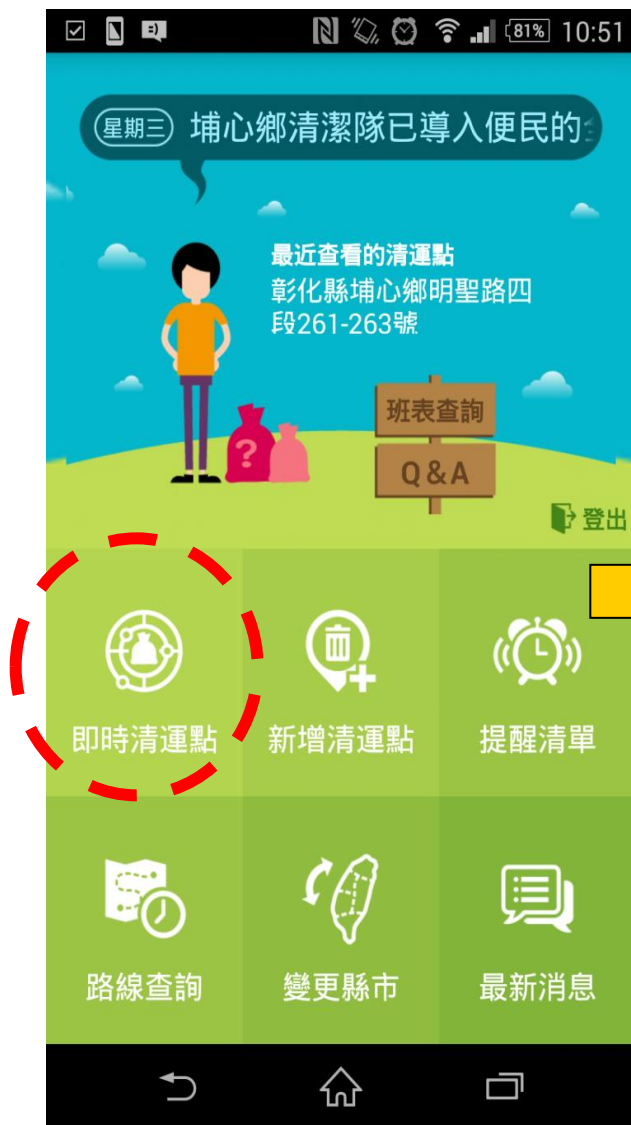 81% 10:51
星期三 埔心鄉清潔隊已導入便民的
最近查看的清運點
彰化縣埔心鄉明聖路四
段261-263號
班表查詢
?
Q&A
登出
即時清運點 新增清運點 提醒清單
路線查詢 變更縣市 最新消息